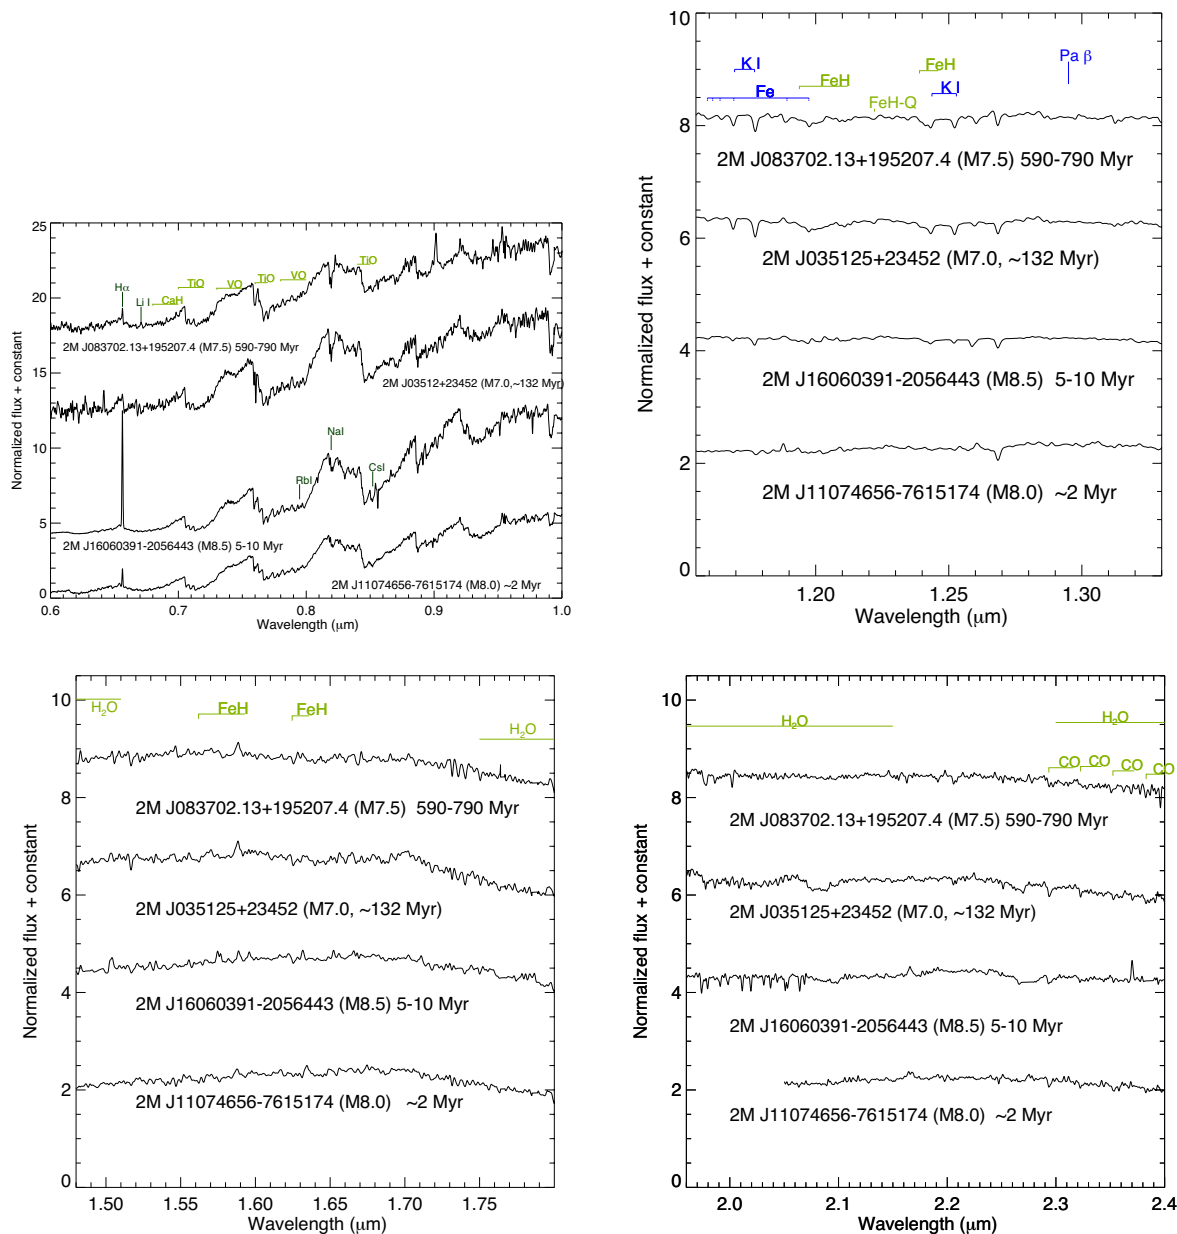 25
20
15
10
5
0
Normalized flux + constant
Hα
Li I
CaH
TiO
VO
TiO
VO
TiO
2M J083702.13+195207.4 (M7.5) 590-790 Myr
2M J03512+23452 (M7.0,~132 Myr)
NaI
RbI
CsI
2M J16060391-2056443 (M8.5) 5-10 Myr
2M J11074656-7615174 (M8.0) ~2 Myr
0.6 0.7 0.8 0.9 1.0
Wavelength (μm)
10
8
6
4
2
0
Normalized flux + constant
K I
Fe
FeH
FeH-Q
FeH
K I
Pa β
2M J083702.13+195207.4 (M7.5) 590-790 Myr
2M J035125+23452 (M7.0, ~132 Myr)
2M J16060391-2056443 (M8.5) 5-10 Myr
2M J11074656-7615174 (M8.0) ~2 Myr
1.20 1.25 1.30
Wavelength (μm)
10
8
6
4
2
0
Normalized flux + constant
H₂O
FeH
FeH
H₂O
2M J083702.13+195207.4 (M7.5) 590-790 Myr
2M J035125+23452 (M7.0, ~132 Myr)
2M J16060391-2056443 (M8.5) 5-10 Myr
2M J11074656-7615174 (M8.0) ~2 Myr
1.50 1.55 1.60 1.65 1.70 1.75
Wavelength (μm)
10
8
6
4
2
0
Normalized flux + constant
H₂O
H₂O
CO
CO
CO
CO
2M J083702.13+195207.4 (M7.5) 590-790 Myr
2M J035125+23452 (M7.0, ~132 Myr)
2M J16060391-2056443 (M8.5) 5-10 Myr
2M J11074656-7615174 (M8.0) ~2 Myr
2.0 2.1 2.2 2.3 2.4
Wavelength (μm)